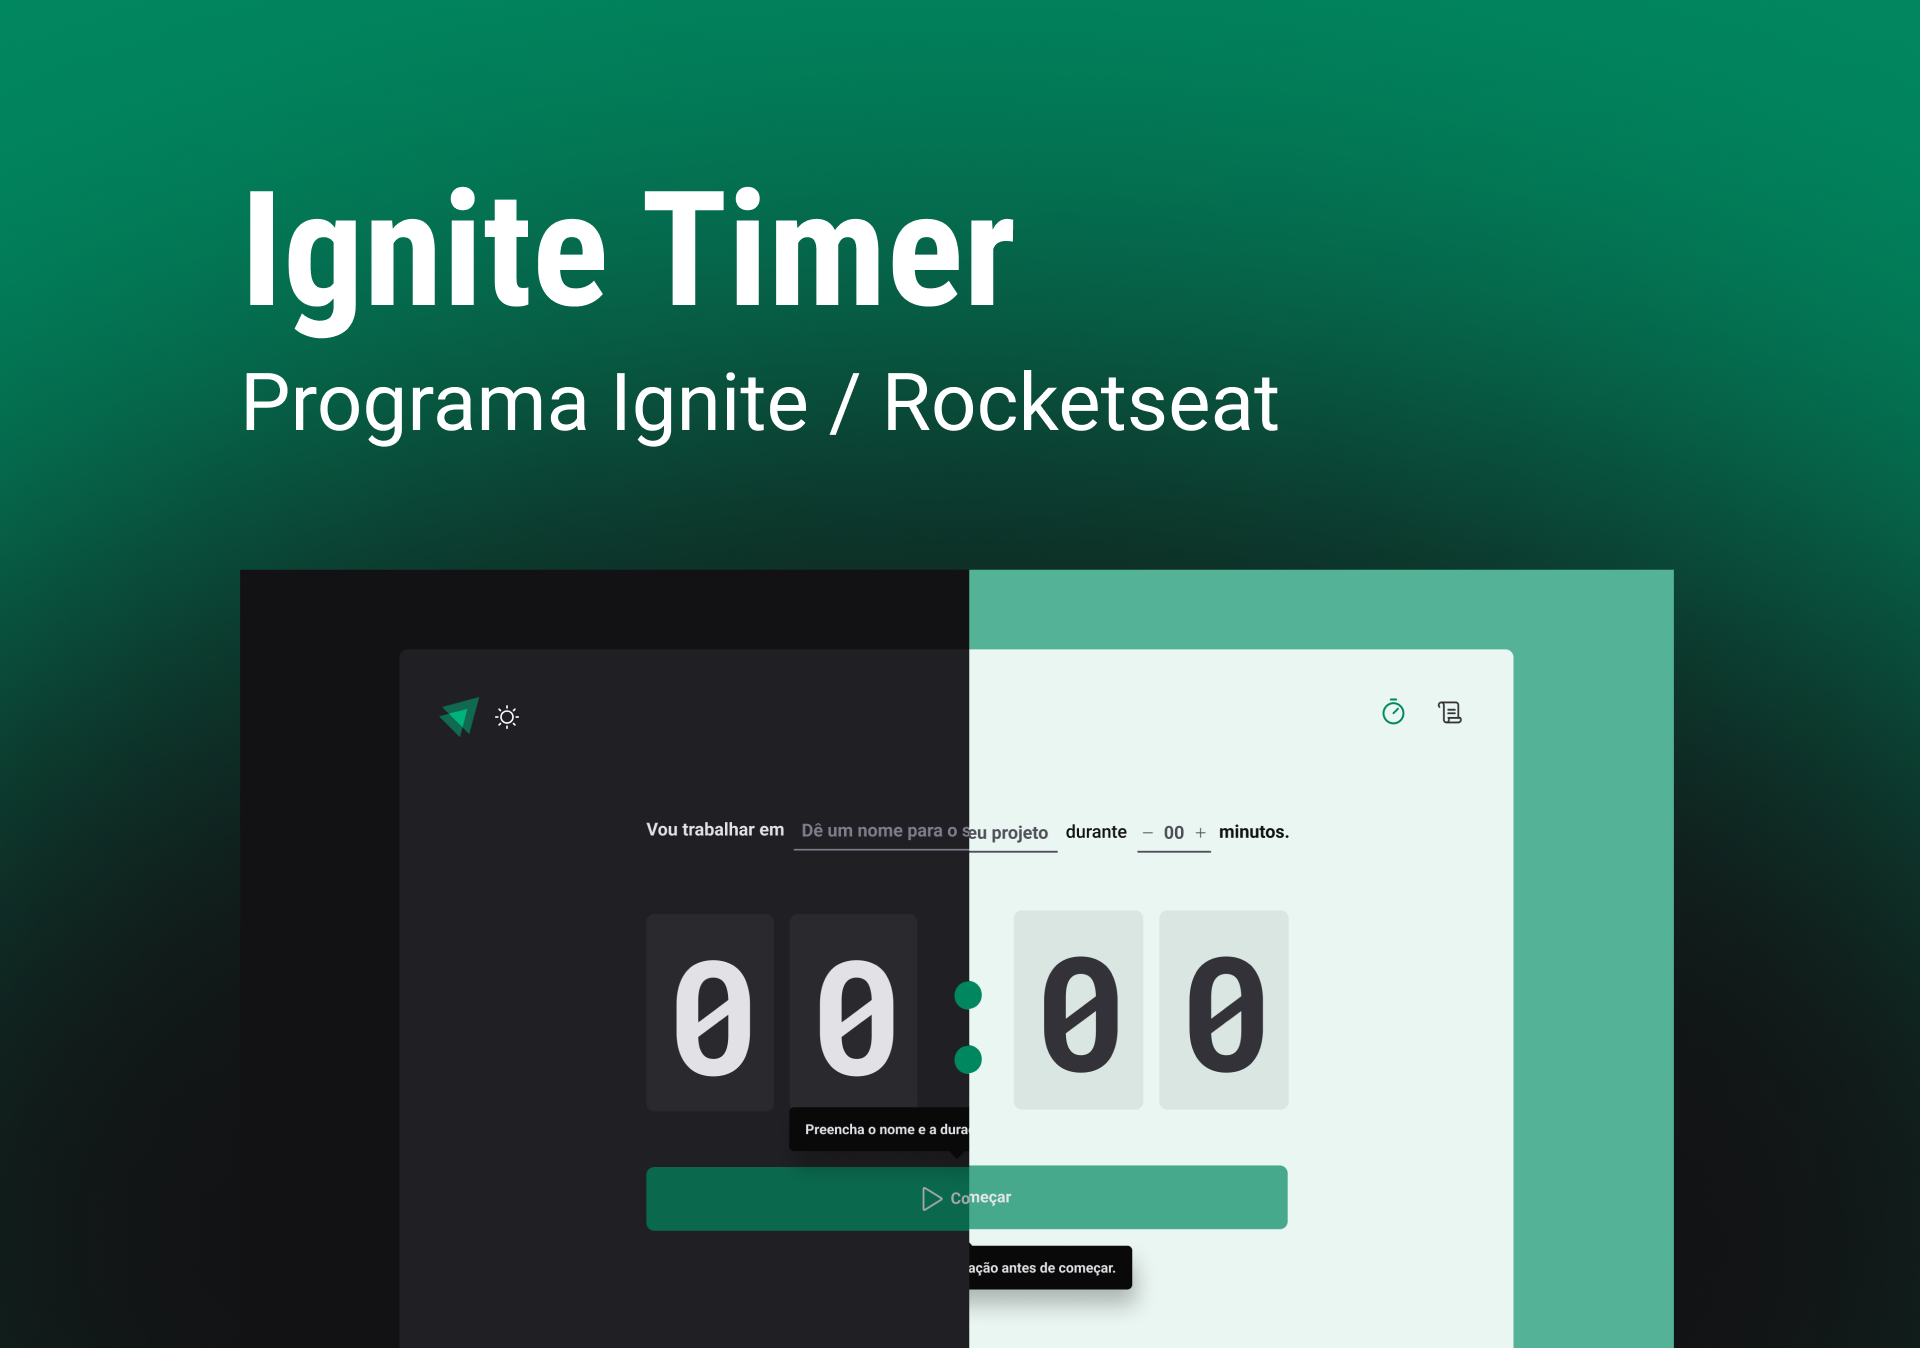 Ignite Timer
Programa Ignite / Rocketseat
Vou trabalhar em Dê um nome para o seu projeto durante − 00 + minutos.
00:00
Preencha o nome e a dura
Começar
ação antes de começar.